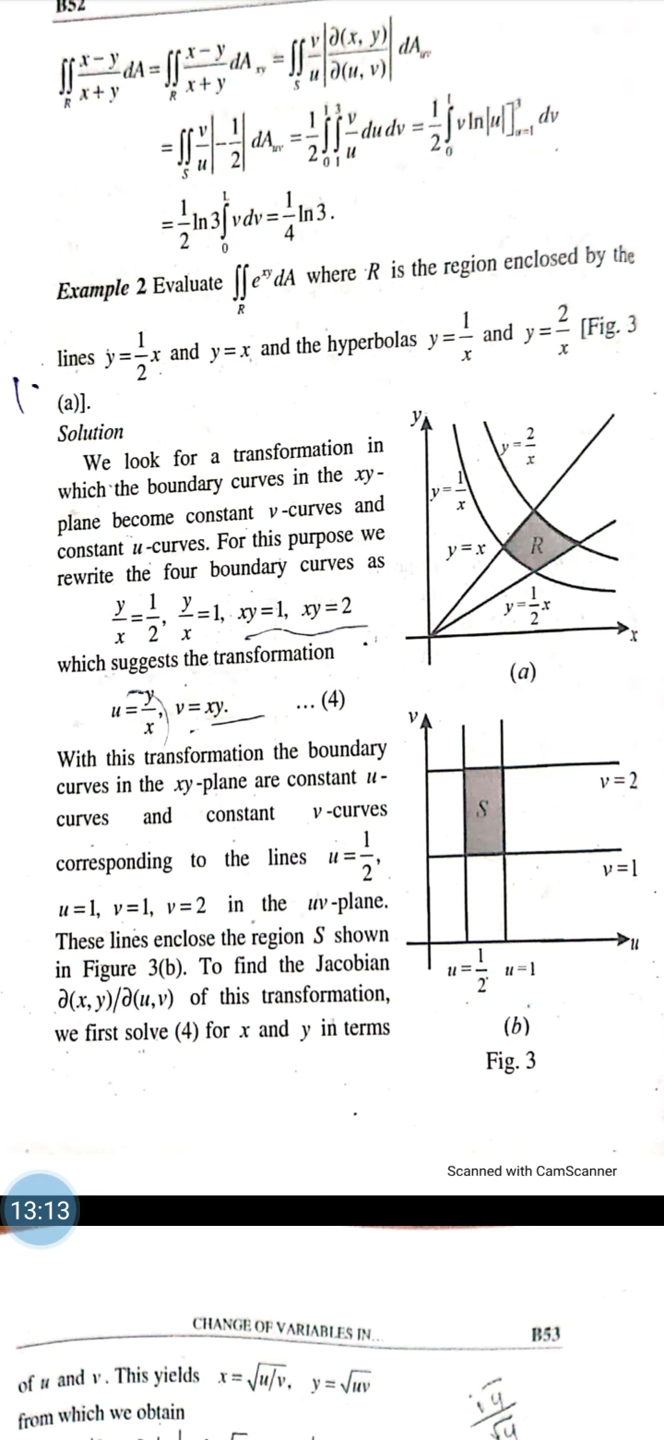 B52
∬_R (x−y)/(x+y) dA = ∬_R (x−y)/(x+y) dA_xy = ∬_S v/u |∂(x, y)/∂(u, v)| dA_uv
= ∬_S v/u |−1/2| dA_uv = 1/2 ∫_0^1 ∫_1^3 v/u du dv = 1/2 ∫_0^1 v ln|u|]^3_{u=1} dv
= 1/2 ln 3 ∫_0^1 v dv = 1/4 ln 3.
Example 2 Evaluate ∬_R e^{xy} dA where R is the region enclosed by the
lines y = 1/2 x and y = x and the hyperbolas y = 1/x and y = 2/x [Fig. 3
(a)].
Solution
We look for a transformation in
which the boundary curves in the xy-
plane become constant v-curves and
constant u-curves. For this purpose we
rewrite the four boundary curves as
y/x = 1/2, y/x = 1, xy = 1, xy = 2
which suggests the transformation
u = y/x, v = xy. ... (4)
With this transformation the boundary
curves in the xy-plane are constant u-
curves and constant v-curves
corresponding to the lines u = 1/2,
u = 1, v = 1, v = 2 in the uv-plane.
These lines enclose the region S shown
in Figure 3(b). To find the Jacobian
∂(x, y)/∂(u, v) of this transformation,
we first solve (4) for x and y in terms
y
y = 2/x
y = 1/x
y = x
R
y = 1/2 x
x
(a)
v
v = 2
S
v = 1
u
u = 1/2 u = 1
(b)
Fig. 3
Scanned with CamScanner
13:13
CHANGE OF VARIABLES IN...
B53
of u and v. This yields x = √u/v, y = √uv
from which we obtain